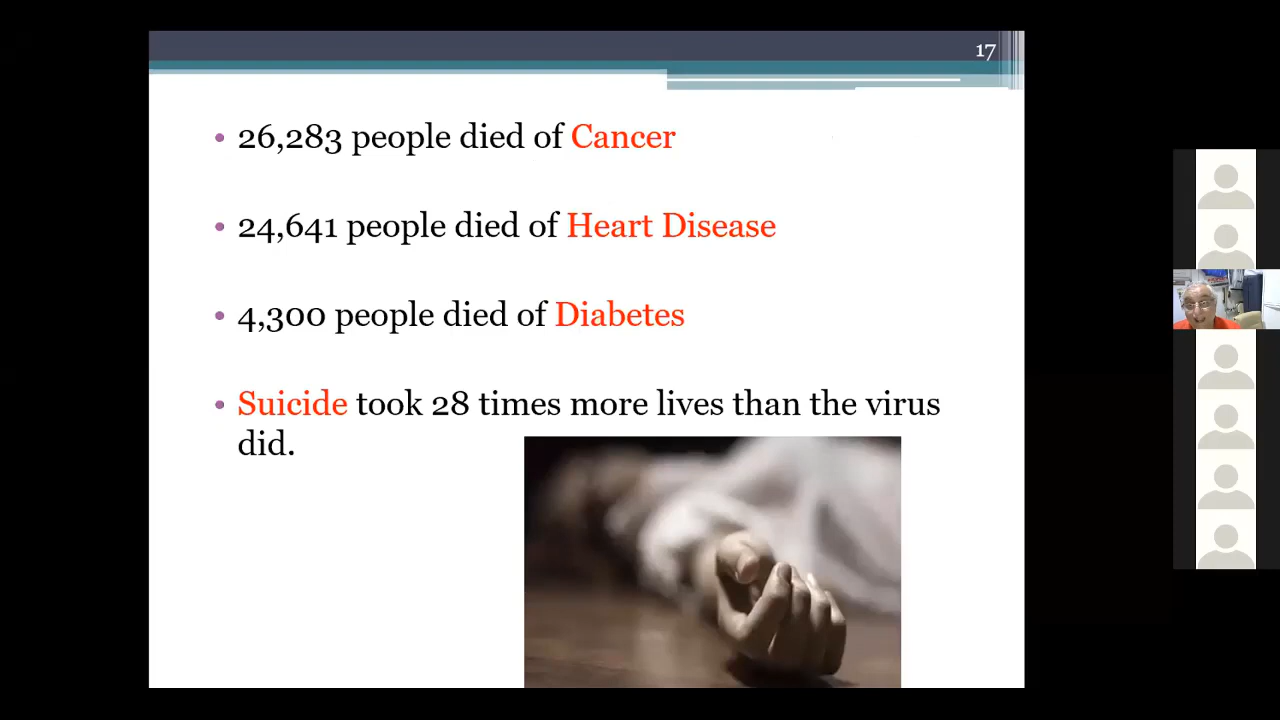 17
• 26,283 people died of Cancer
• 24,641 people died of Heart Disease
• 4,300 people died of Diabetes
• Suicide took 28 times more lives than the virus
did.